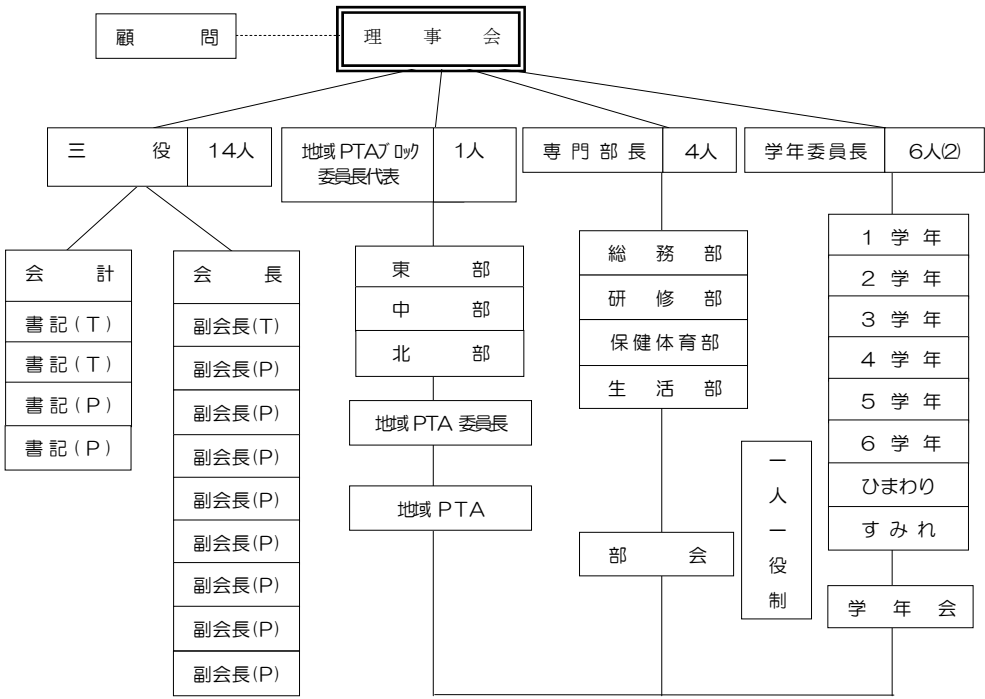 顧問
理事会
三役 14人
地域PTAブロック
委員長代表
1人
専門部長 4人
学年委員長 6人(2)
会計
書記(T)
書記(T)
書記(P)
書記(P)
会長
副会長(T)
副会長(P)
副会長(P)
副会長(P)
副会長(P)
副会長(P)
副会長(P)
副会長(P)
副会長(P)
東部
中部
北部
地域PTA委員長
地域PTA
総務部
研修部
保健体育部
生活部
部会
一人一役制
1学年
2学年
3学年
4学年
5学年
6学年
ひまわり
すみれ
学年会